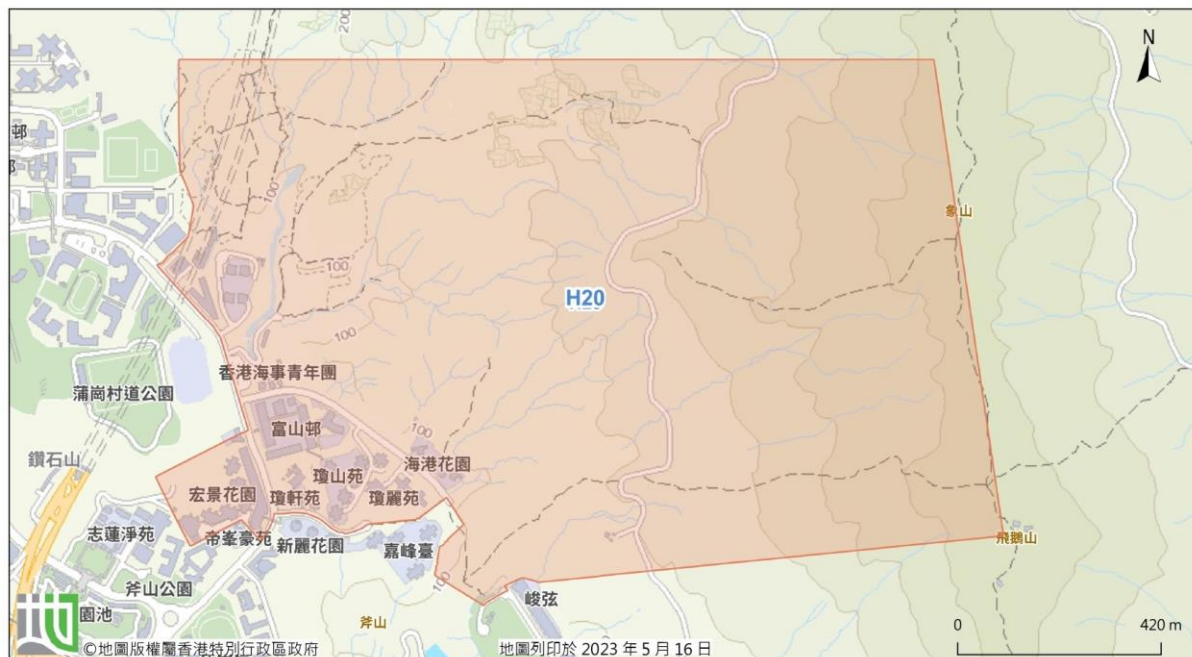 200
N
邨
象山
100
100
H20
100
香港海事青年團
蒲崗村道公園
富山邨
100
鑽石山
瓊山苑
海港花園
宏景花園
瓊軒苑
瓊麗苑
志蓮淨苑
帝峯豪苑
新麗花園
嘉峰臺
飛鵝山
斧山公園
100
峻弦
園池
斧山
0
420 m
©地圖版權屬香港特別行政區政府
地圖列印於 2023 年 5 月 16 日